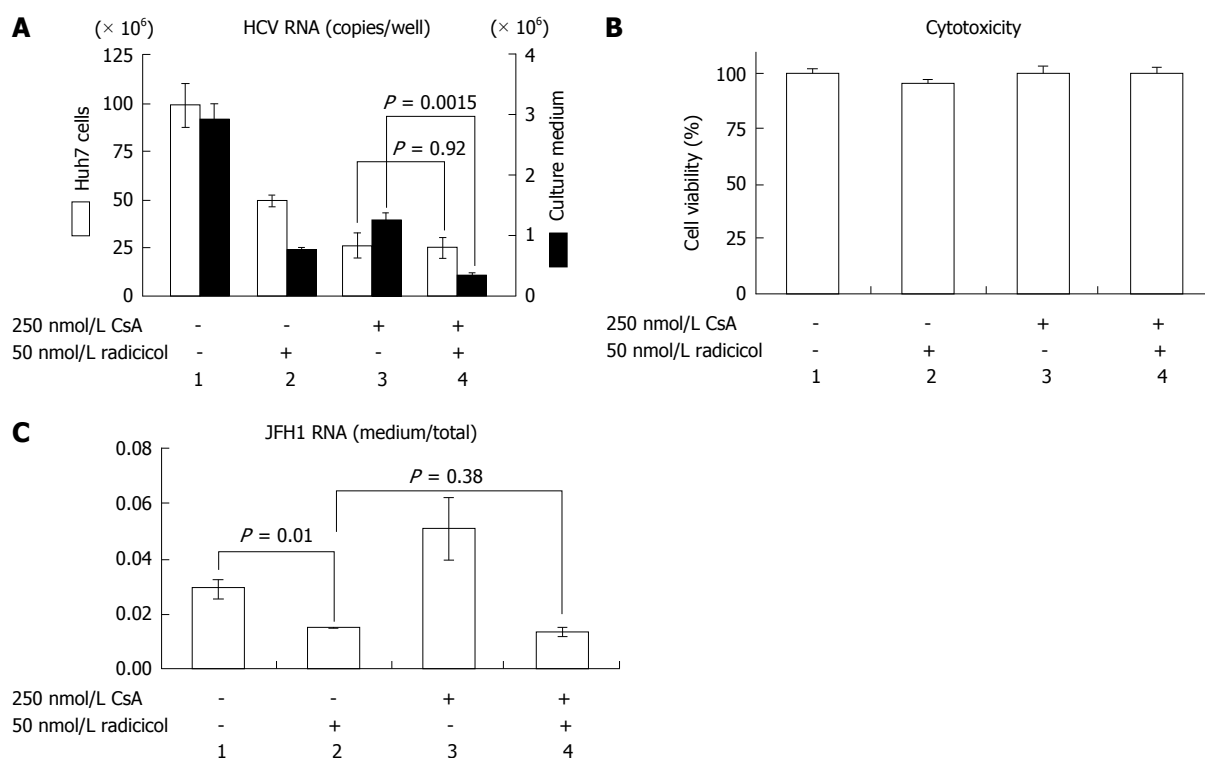 A
(× 10⁶)
HCV RNA (copies/well)
(× 10⁶)
125
100
75
50
25
0
Huh7 cells
4
3
2
1
0
Culture medium
P = 0.0015
P = 0.92
250 nmol/L CsA - - + +
50 nmol/L radicicol - + - +
1 2 3 4
B
Cytotoxicity
Cell viability (%)
100
75
50
25
0
250 nmol/L CsA - - + +
50 nmol/L radicicol - + - +
1 2 3 4
C
JFH1 RNA (medium/total)
0.08
0.06
0.04
0.02
0.00
P = 0.38
P = 0.01
250 nmol/L CsA - - + +
50 nmol/L radicicol - + - +
1 2 3 4